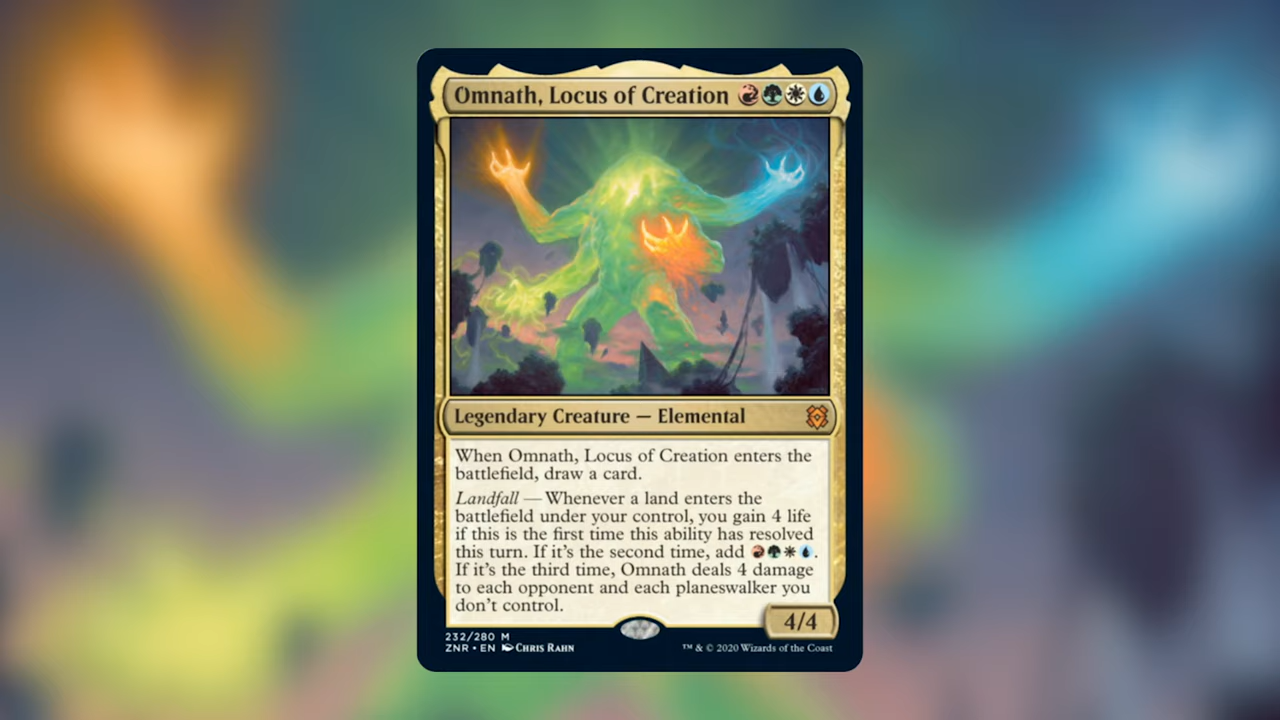 Omnath, Locus of Creation
Legendary Creature — Elemental
When Omnath, Locus of Creation enters the
battlefield, draw a card.
Landfall — Whenever a land enters the
battlefield under your control, you gain 4 life
if this is the first time this ability has resolved
this turn. If it's the second time, add .
If it's the third time, Omnath deals 4 damage
to each opponent and each planeswalker you
don't control.
4/4
232/280 M
ZNR • EN Chris Rahn
™ & © 2020 Wizards of the Coast